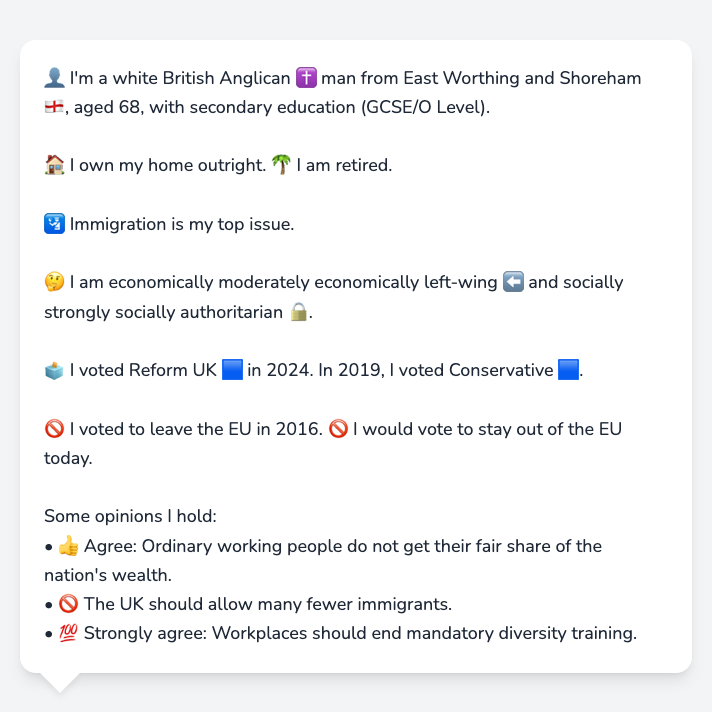 👤 I'm a white British Anglican ✝️ man from East Worthing and Shoreham
🏴󠁧󠁢󠁥󠁮󠁧󠁿, aged 68, with secondary education (GCSE/O Level).
🏠 I own my home outright. 🌴 I am retired.
🛂 Immigration is my top issue.
🤔 I am economically moderately economically left-wing ⬅️ and socially
strongly socially authoritarian 🔒.
🗳️ I voted Reform UK 🟦 in 2024. In 2019, I voted Conservative 🟦.
🚫 I voted to leave the EU in 2016. 🚫 I would vote to stay out of the EU
today.
Some opinions I hold:
• 👍 Agree: Ordinary working people do not get their fair share of the
nation's wealth.
• 🚫 The UK should allow many fewer immigrants.
• 💯 Strongly agree: Workplaces should end mandatory diversity training.